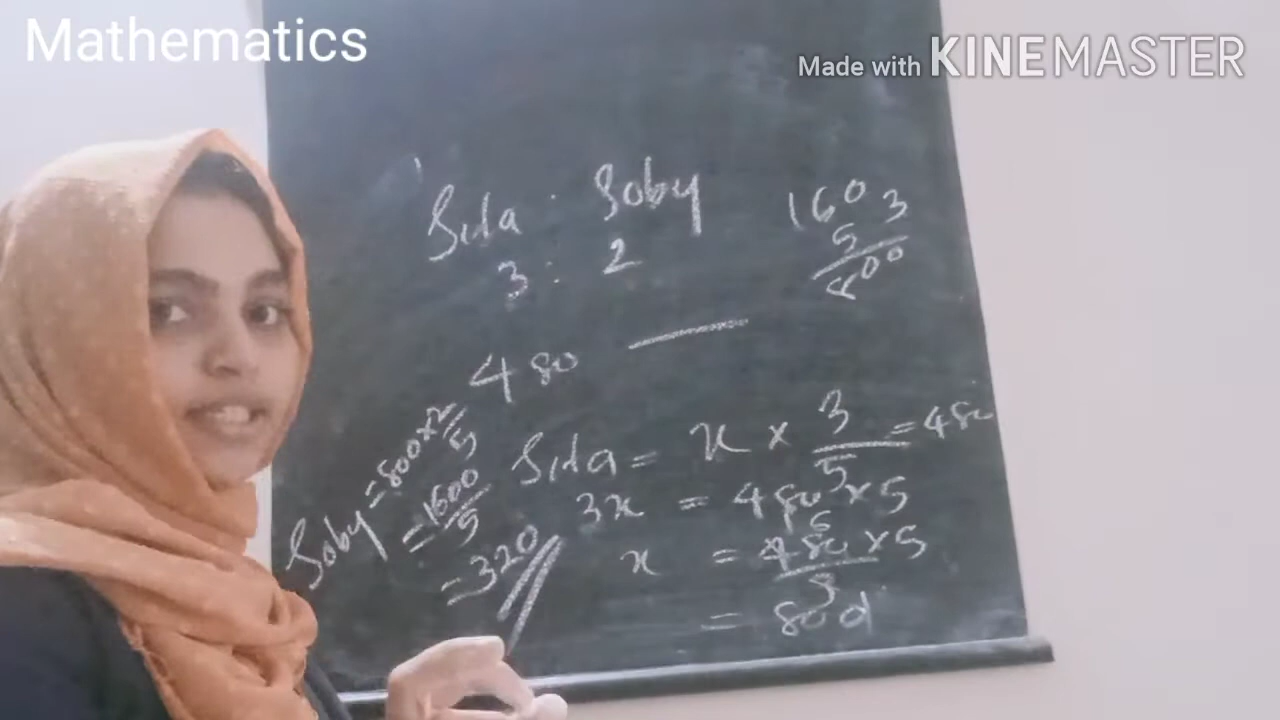 Mathematics
Made with KINEMASTER
Sida : Soby
3 : 2
160 3
5
800
480
Sida = x × 3/5 = 480
3x = 480 × 5
x = 480 × 5 / 3
= 800
Soby = 800 × 2/5
= 1600/5
= 320